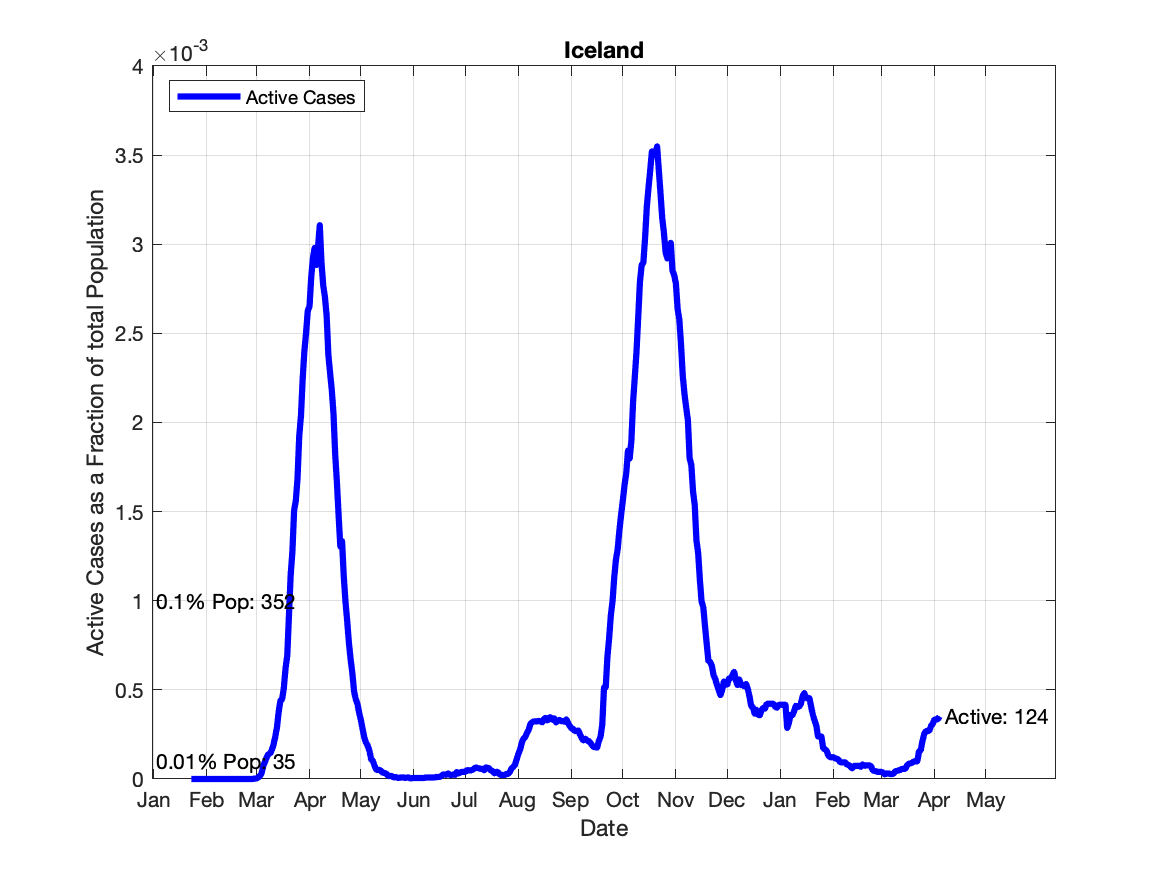 Iceland
×10-3
Active Cases
4
3.5
3
2.5
2
1.5
1
0.5
0
Active Cases as a Fraction of total Population
0.1% Pop: 352
0.01% Pop: 35
Active: 124
Jan Feb Mar Apr May Jun Jul Aug Sep Oct Nov Dec Jan Feb Mar Apr May
Date